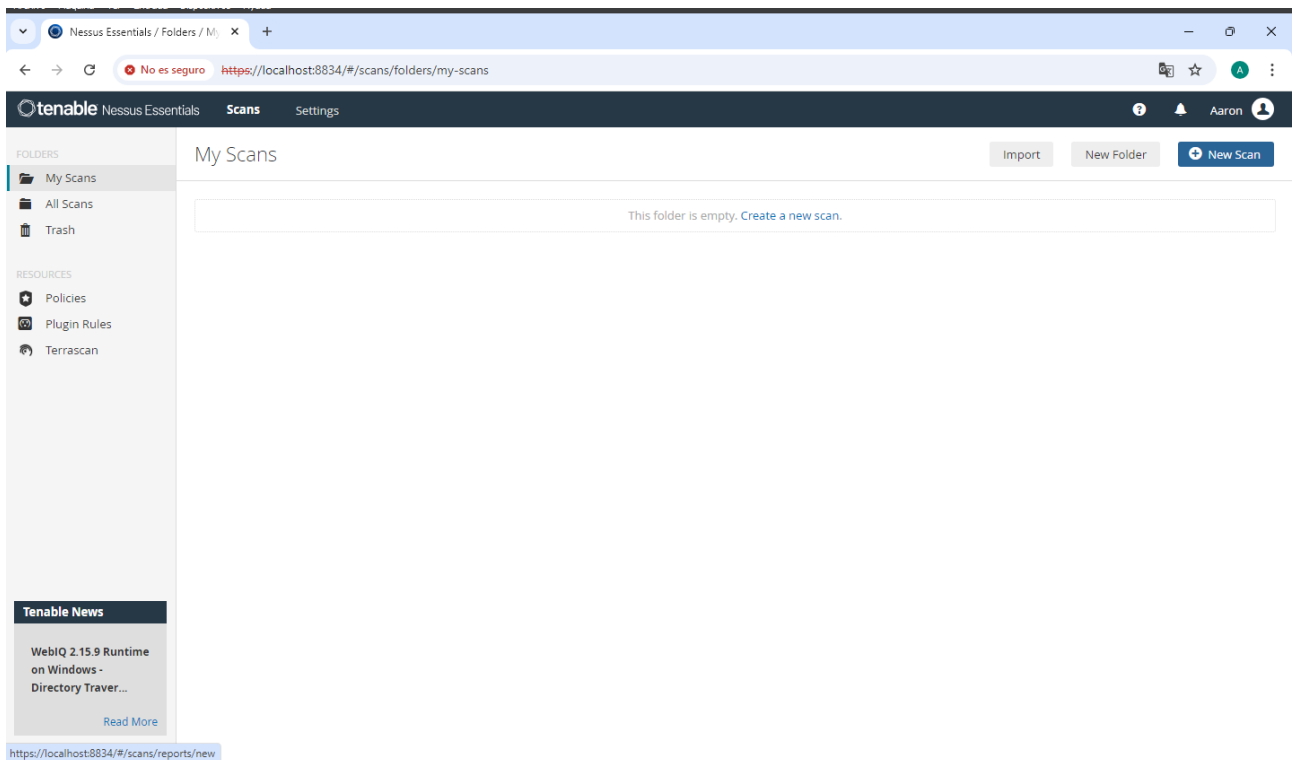 Nessus Essentials / Folders / My
No es seguro https://localhost:8834/#/scans/folders/my-scans
A
tenable Nessus Essentials Scans Settings Aaron
FOLDERS
My Scans
All Scans
Trash
RESOURCES
Policies
Plugin Rules
Terrascan
My Scans
Import New Folder New Scan
This folder is empty. Create a new scan.
Tenable News
WebIQ 2.15.9 Runtime
on Windows -
Directory Traver...
Read More
https://localhost:8834/#/scans/reports/new